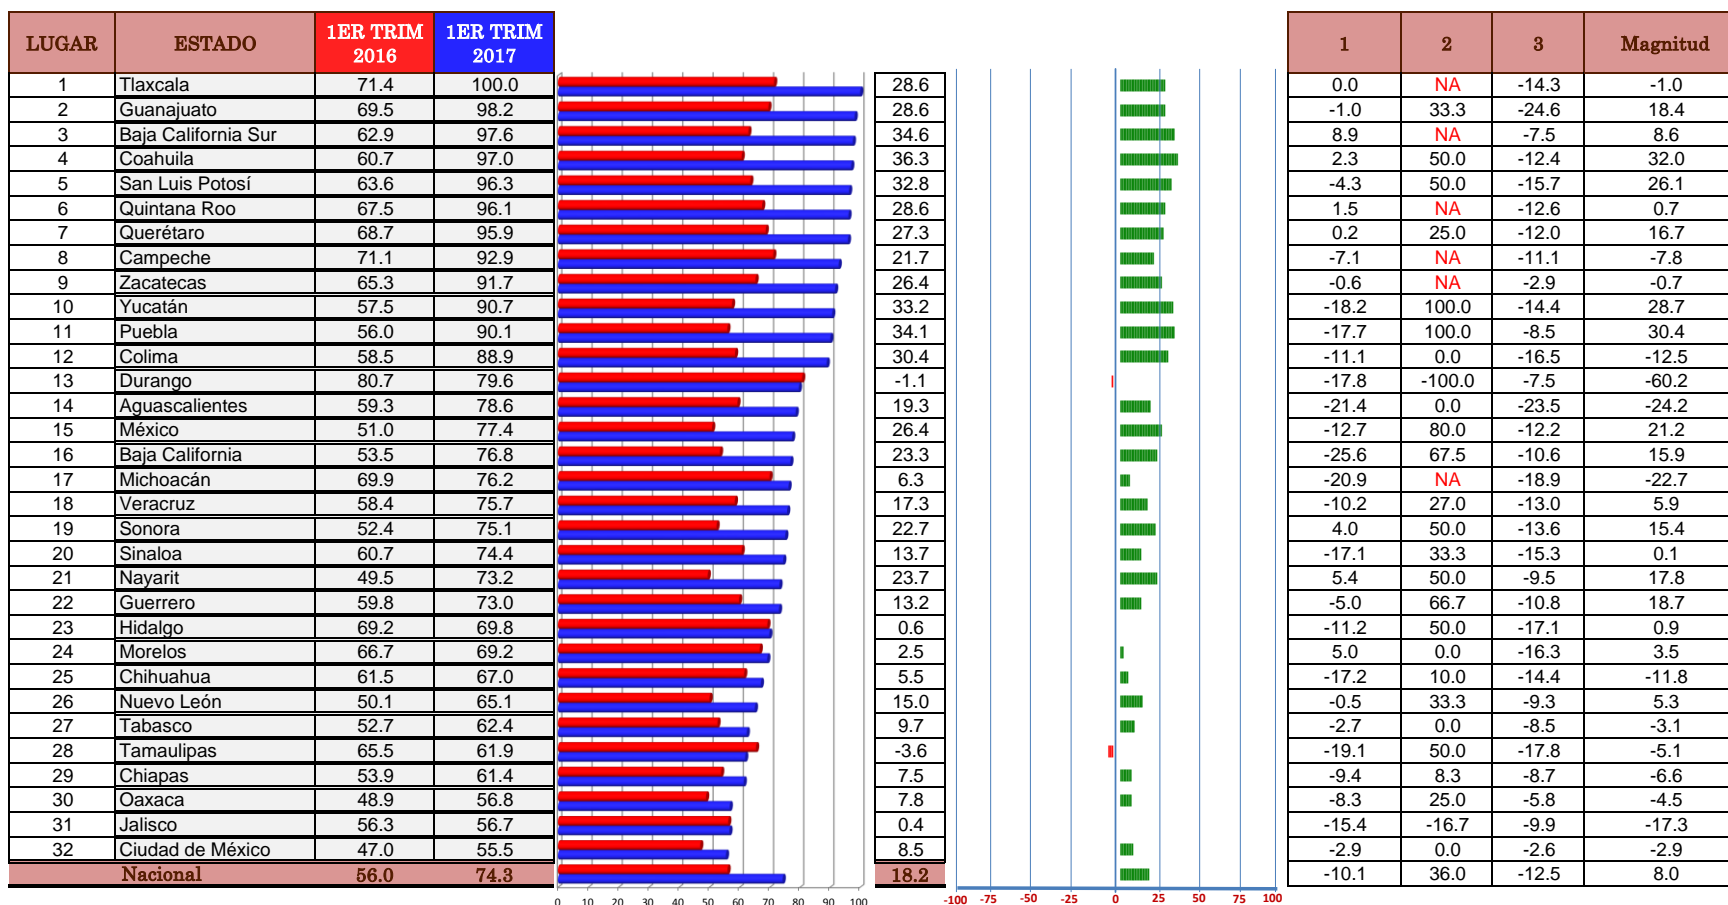 LUGAR ESTADO 1ER TRIM 2016 1ER TRIM 2017 1 2 3 Magnitud
1 Tlaxcala 71.4 100.0 28.6 0.0 NA -14.3 -1.0
2 Guanajuato 69.5 98.2 28.6 -1.0 33.3 -24.6 18.4
3 Baja California Sur 62.9 97.6 34.6 8.9 NA -7.5 8.6
4 Coahuila 60.7 97.0 36.3 2.3 50.0 -12.4 32.0
5 San Luis Potosí 63.6 96.3 32.8 -4.3 50.0 -15.7 26.1
6 Quintana Roo 67.5 96.1 28.6 1.5 NA -12.6 0.7
7 Querétaro 68.7 95.9 27.3 0.2 25.0 -12.0 16.7
8 Campeche 71.1 92.9 21.7 -7.1 NA -11.1 -7.8
9 Zacatecas 65.3 91.7 26.4 -0.6 NA -2.9 -0.7
10 Yucatán 57.5 90.7 33.2 -18.2 100.0 -14.4 28.7
11 Puebla 56.0 90.1 34.1 -17.7 100.0 -8.5 30.4
12 Colima 58.5 88.9 30.4 -11.1 0.0 -16.5 -12.5
13 Durango 80.7 79.6 -1.1 -17.8 -100.0 -7.5 -60.2
14 Aguascalientes 59.3 78.6 19.3 -21.4 0.0 -23.5 -24.2
15 México 51.0 77.4 26.4 -12.7 80.0 -12.2 21.2
16 Baja California 53.5 76.8 23.3 -25.6 67.5 -10.6 15.9
17 Michoacán 69.9 76.2 6.3 -20.9 NA -18.9 -22.7
18 Veracruz 58.4 75.7 17.3 -10.2 27.0 -13.0 5.9
19 Sonora 52.4 75.1 22.7 4.0 50.0 -13.6 15.4
20 Sinaloa 60.7 74.4 13.7 -17.1 33.3 -15.3 0.1
21 Nayarit 49.5 73.2 23.7 5.4 50.0 -9.5 17.8
22 Guerrero 59.8 73.0 13.2 -5.0 66.7 -10.8 18.7
23 Hidalgo 69.2 69.8 0.6 -11.2 50.0 -17.1 0.9
24 Morelos 66.7 69.2 2.5 5.0 0.0 -16.3 3.5
25 Chihuahua 61.5 67.0 5.5 -17.2 10.0 -14.4 -11.8
26 Nuevo León 50.1 65.1 15.0 -0.5 33.3 -9.3 5.3
27 Tabasco 52.7 62.4 9.7 -2.7 0.0 -8.5 -3.1
28 Tamaulipas 65.5 61.9 -3.6 -19.1 50.0 -17.8 -5.1
29 Chiapas 53.9 61.4 7.5 -9.4 8.3 -8.7 -6.6
30 Oaxaca 48.9 56.8 7.8 -8.3 25.0 -5.8 -4.5
31 Jalisco 56.3 56.7 0.4 -15.4 -16.7 -9.9 -17.3
32 Ciudad de México 47.0 55.5 8.5 -2.9 0.0 -2.6 -2.9
Nacional 56.0 74.3 18.2 -10.1 36.0 -12.5 8.0
0 10 20 30 40 50 60 70 80 90 100 -100 -75 -50 -25 0 25 50 75 100